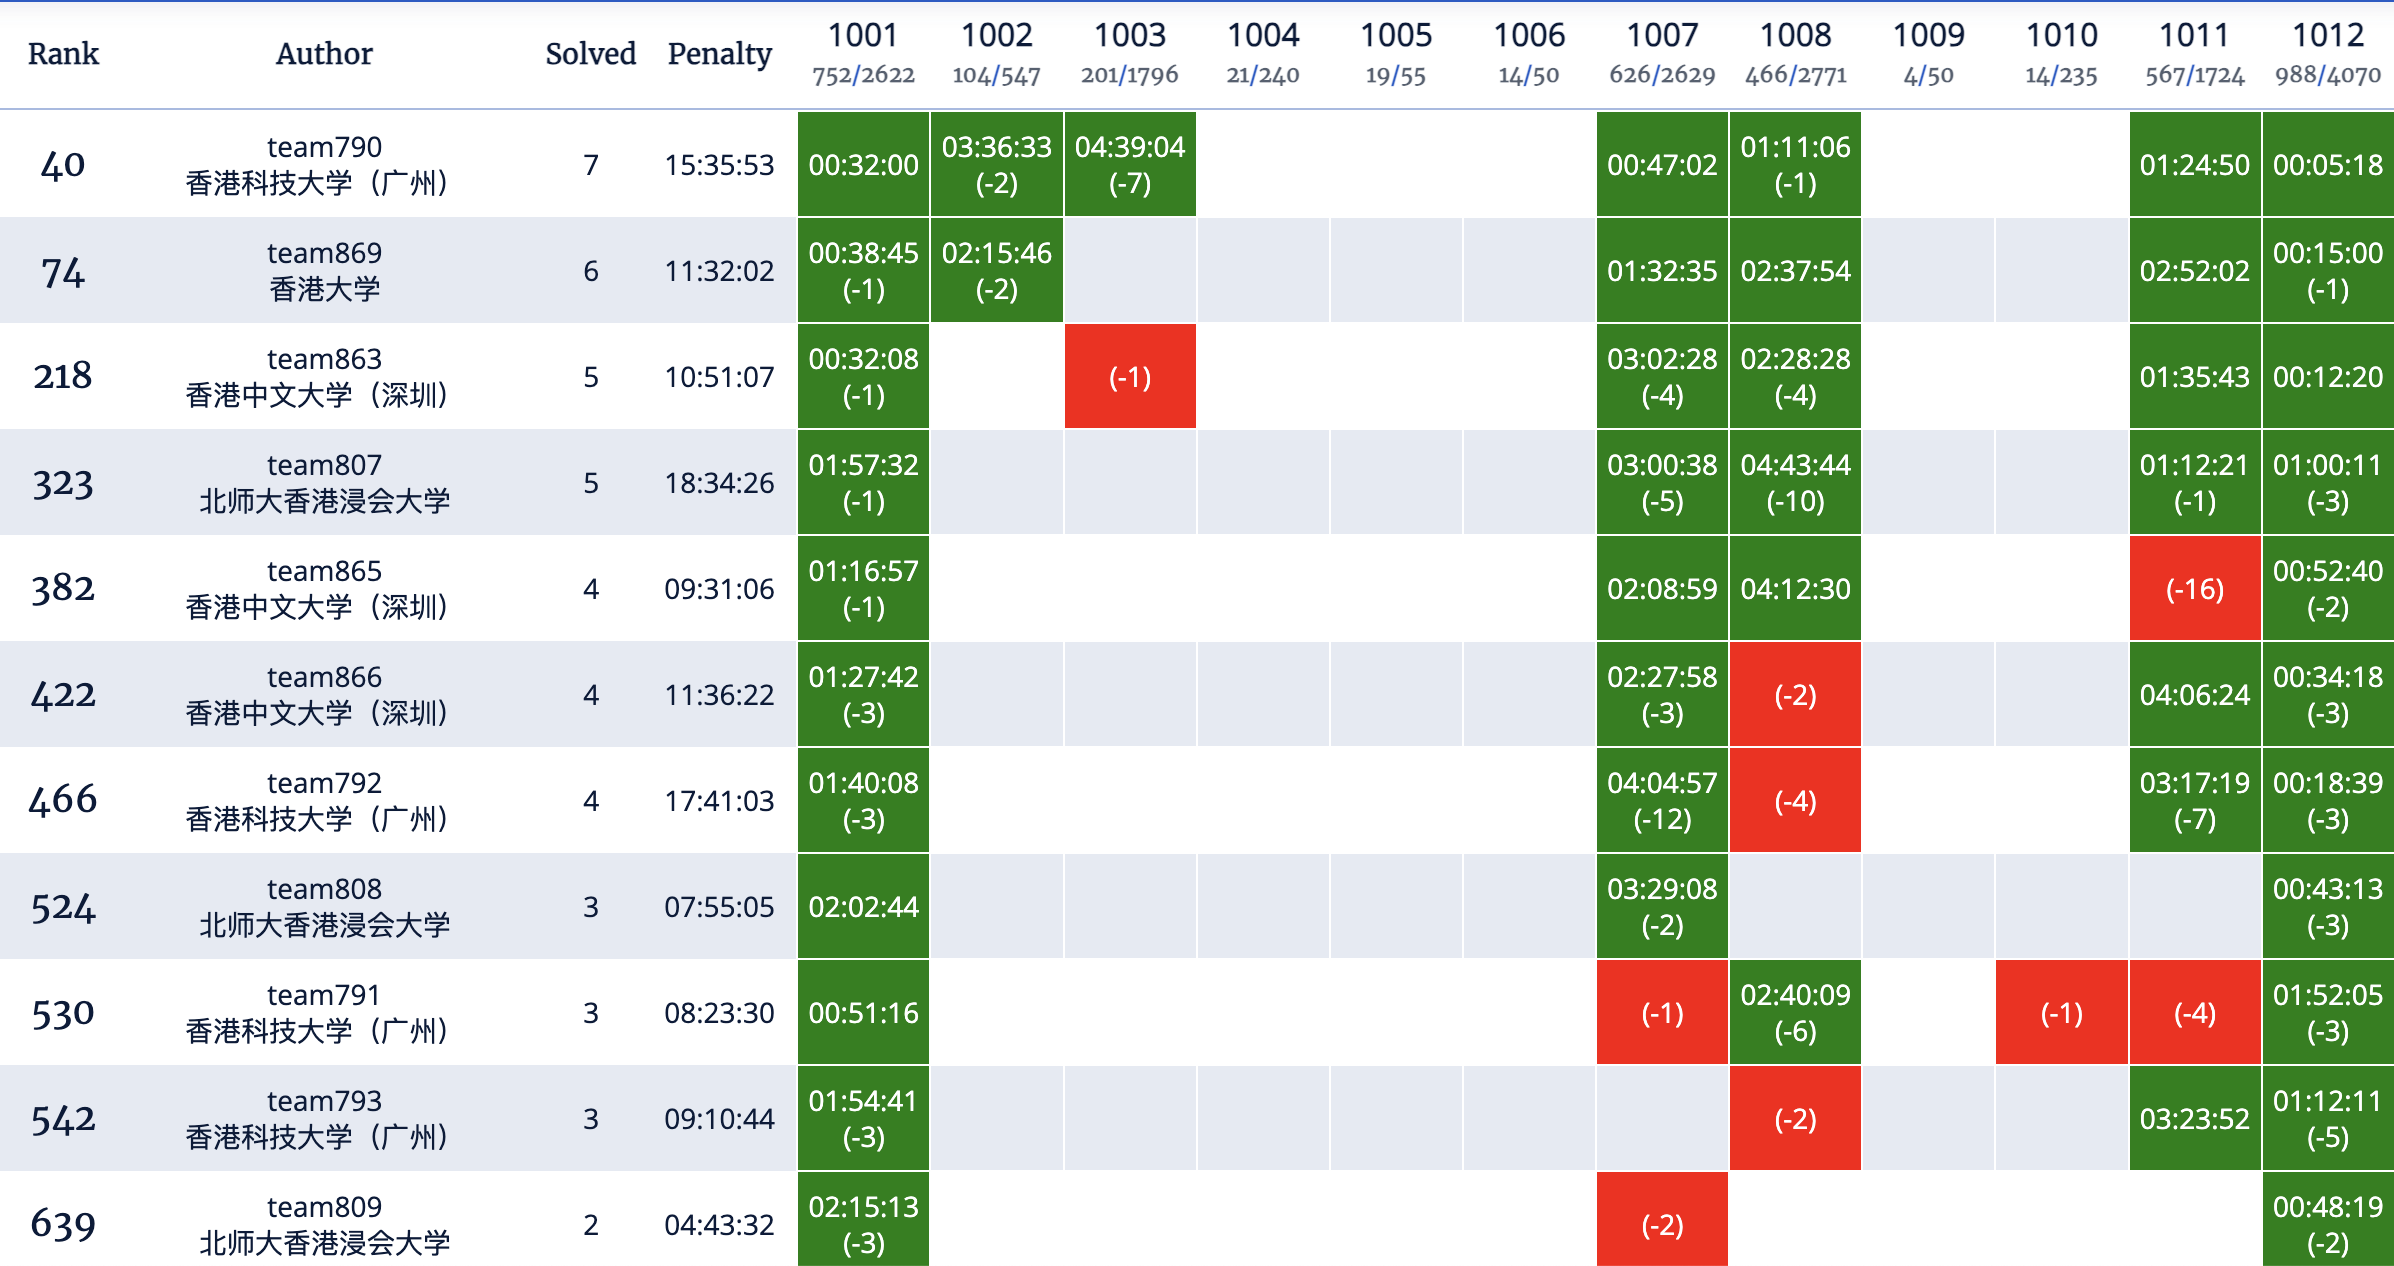 Rank Author Solved Penalty 1001 1002 1003 1004 1005 1006 1007 1008 1009 1010 1011 1012
752/2622 104/547 201/1796 21/240 19/55 14/50 626/2629 466/2771 4/50 14/235 567/1724 988/4070
40 team790 7 15:35:53 00:32:00 03:36:33 04:39:04 00:47:02 01:11:06 01:24:50 00:05:18
香港科技大学（广州） (-2) (-7) (-1)
74 team869 6 11:32:02 00:38:45 02:15:46 01:32:35 02:37:54 02:52:02 00:15:00
香港大学 (-1) (-2) (-1)
218 team863 5 10:51:07 00:32:08 (-1) 03:02:28 02:28:28 01:35:43 00:12:20
香港中文大学（深圳） (-1) (-4) (-4)
323 team807 5 18:34:26 01:57:32 03:00:38 04:43:44 01:12:21 01:00:11
北师大香港浸会大学 (-1) (-5) (-10) (-1) (-3)
382 team865 4 09:31:06 01:16:57 02:08:59 04:12:30 (-16) 00:52:40
香港中文大学（深圳） (-1) (-2)
422 team866 4 11:36:22 01:27:42 02:27:58 (-2) 04:06:24 00:34:18
香港中文大学（深圳） (-3) (-3) (-3)
466 team792 4 17:41:03 01:40:08 04:04:57 (-4) 03:17:19 00:18:39
香港科技大学（广州） (-3) (-12) (-7) (-3)
524 team808 3 07:55:05 02:02:44 03:29:08 00:43:13
北师大香港浸会大学 (-2) (-3)
530 team791 3 08:23:30 00:51:16 (-1) 02:40:09 (-1) (-4) 01:52:05
香港科技大学（广州） (-6) (-3)
542 team793 3 09:10:44 01:54:41 (-2) 03:23:52 01:12:11
香港科技大学（广州） (-3) (-5)
639 team809 2 04:43:32 02:15:13 (-2) 00:48:19
北师大香港浸会大学 (-3) (-2)